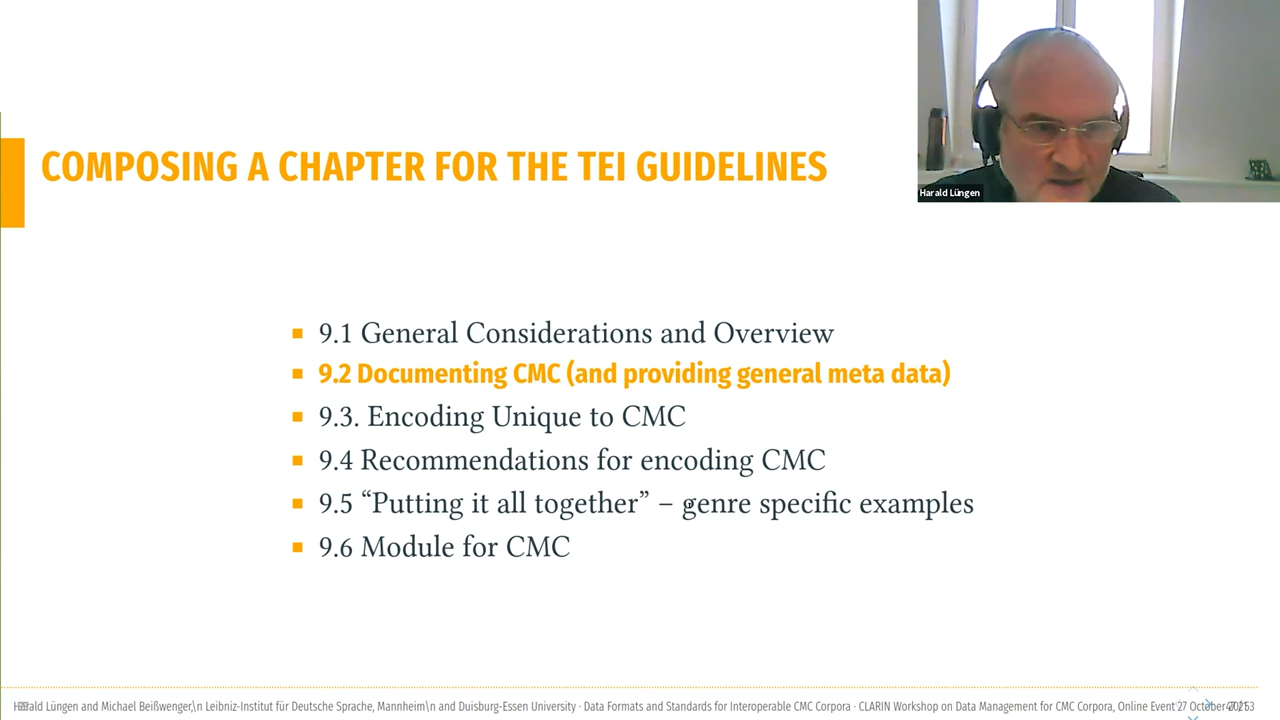 COMPOSING A CHAPTER FOR THE TEI GUIDELINES
Harald Lüngen
9.1 General Considerations and Overview
9.2 Documenting CMC (and providing general meta data)
9.3. Encoding Unique to CMC
9.4 Recommendations for encoding CMC
9.5 “Putting it all together” – genre specific examples
9.6 Module for CMC
Harald Lüngen and Michael Beißwenger,\n Leibniz-Institut für Deutsche Sprache, Mannheim\n and Duisburg-Essen University · Data Formats and Standards for Interoperable CMC Corpora · CLARIN Workshop on Data Management for CMC Corpora, Online Event 27 October 2021